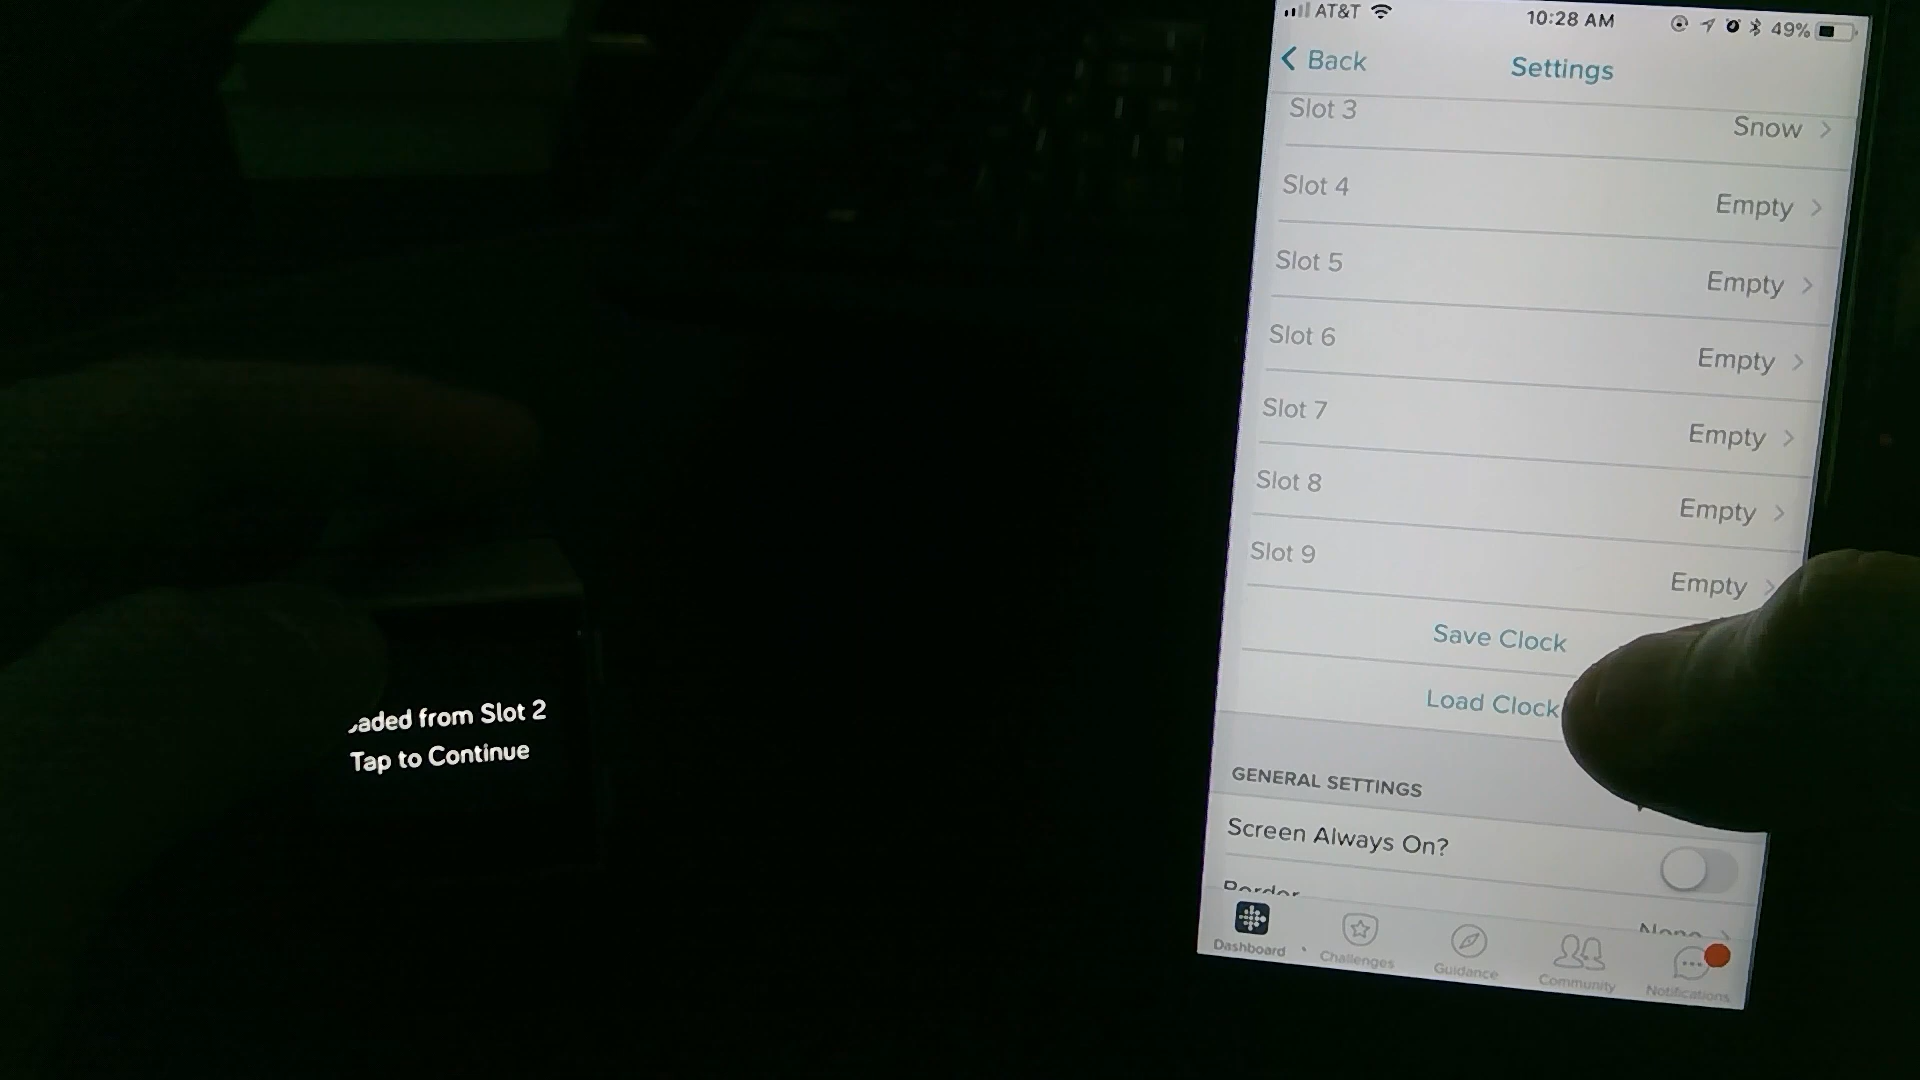 AT&T 10:28 AM 49%
Back Settings
Slot 3 Snow
Slot 4 Empty
Slot 5 Empty
Slot 6 Empty
Slot 7 Empty
Slot 8 Empty
Slot 9 Empty
Save Clock
Load Clock
GENERAL SETTINGS
Screen Always On?
Border None
Dashboard Challenges Guidance Community Notifications
aded from Slot 2
Tap to Continue